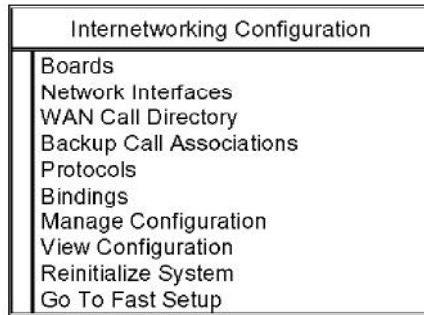 Internetworking Configuration
Boards
Network Interfaces
WAN Call Directory
Backup Call Associations
Protocols
Bindings
Manage Configuration
View Configuration
Reinitialize System
Go To Fast Setup